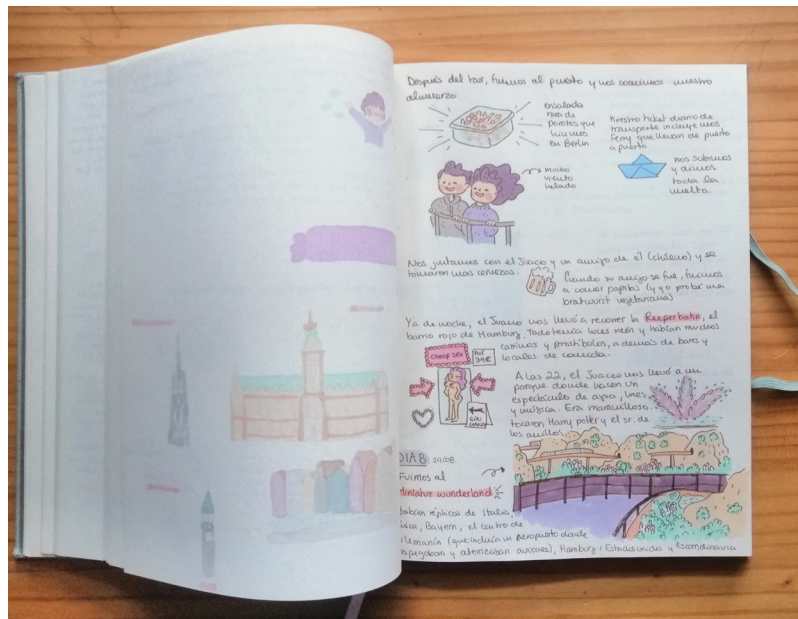 Después del tour, fuimos al puerto y nos comimos nuestro
almuerzo
ensalada
rara de
porotos que
hicimos
en Berlín
nuestro ticket diario de
transporte incluye unos
ferry que llevan de puerto
a puerto
mucho
viento
helado
nos subimos
y dimos
toda la
vuelta.
Nos juntamos con el Juaco y un amigo de él (chileno) y se
tomaron unas cervezas.
Cuando su amigo se fue, fuimos
a comer papitas (y yo probé una
bratwurst vegetariana)
Ya de noche, el Juaco nos llevó a recorrer la Reeperbahn, el
barrio rojo de Hamburg. Todo tenía luces neón y habían muchos
casinos y prostíbulos, además de bares y
locales de comida.
cheap sex
39€
A las 22, el Juaco nos llevó a un
parque donde hacen un
espectáculo de agua, luces
y música. Era maravilloso
tocaron Harry potter y el sr. de
los anillos
DIA 8 29/08
Fuimos al
Miniatur wunderland
habían réplicas de Italia,
Bayern, el centro de
Alemania (que incluía un aeropuerto donde
despegaban y aterrizaban aviones), Hamburg, Estados unidos y Escandinavia